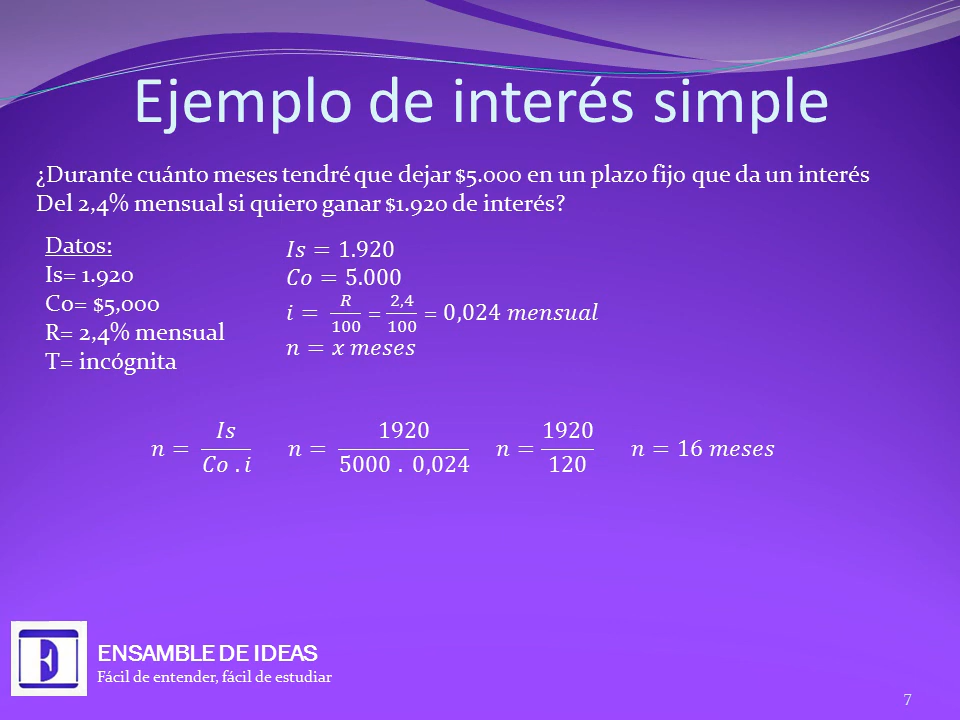 Ejemplo de interés simple
¿Durante cuánto meses tendré que dejar $5.000 en un plazo fijo que da un interés
Del 2,4% mensual si quiero ganar $1.920 de interés?
Datos:
Is= 1.920
Co= $5,000
R= 2,4% mensual
T= incógnita
Is = 1.920
Co = 5.000
i = R/100 = 2,4/100 = 0,024 mensual
n = x meses
n = Is/(Co . i) n = 1920/(5000 . 0,024) n = 1920/120 n = 16 meses
ENSAMBLE DE IDEAS
Fácil de entender, fácil de estudiar
7